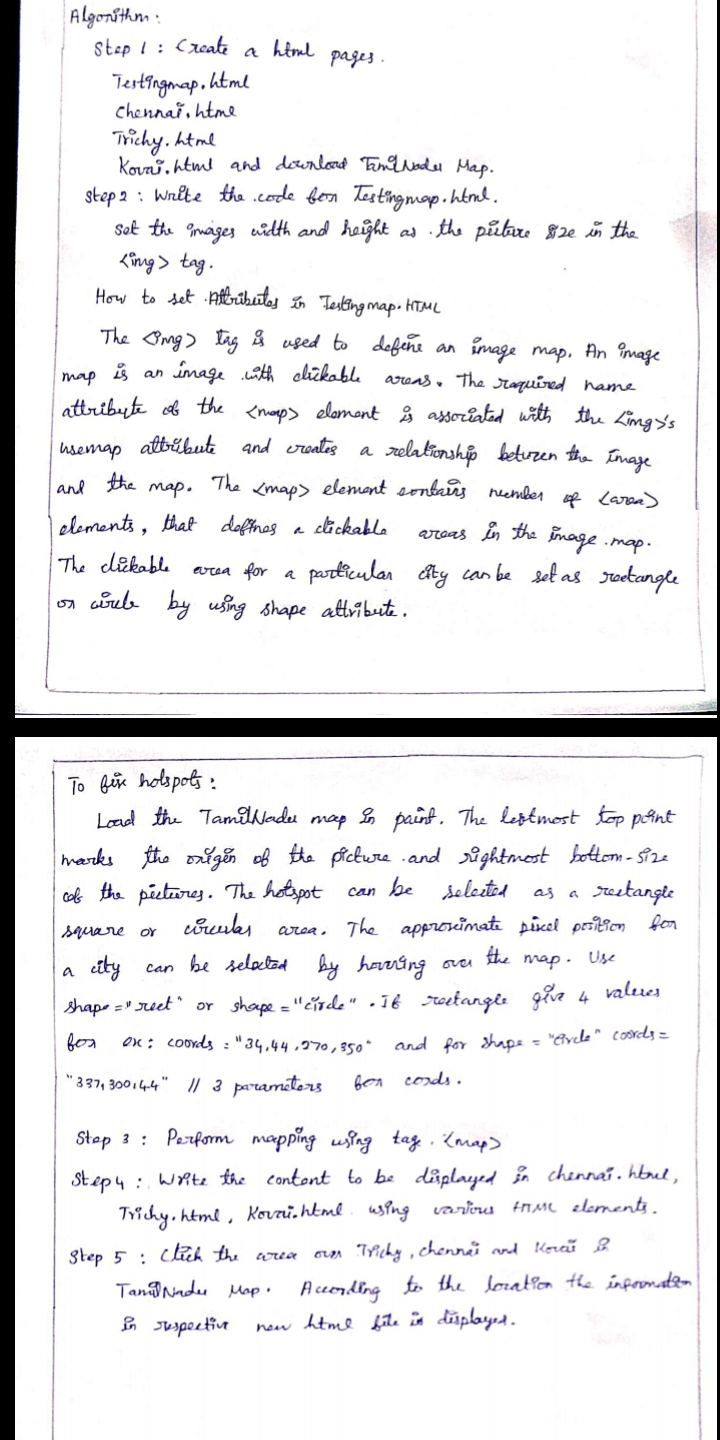 Algorithm:
Step 1 : Create a html pages.
Testingmap.html
Chennai.html
Trichy.html
Kovai.html and download TamilNadu Map.
Step 2 : Write the code for Testingmap.html.
Set the images width and height as the picture size in the
<img> tag.
How to set Attributes in Testingmap.HTML
The <img> tag is used to define an image map. An image
map is an image with clickable areas. The required name
attribute of the <map> element is associated with the <img>'s
usemap attribute and creates a relationship between the image
and the map. The <map> element contains number of <area>
elements, that defines a clickable areas in the image map.
The clickable area for a particular city can be set as rectangle
or circle by using shape attribute.
To fix hotspots:
Load the TamilNadu map in paint. The leftmost top point
marks the origin of the picture and rightmost bottom-size
of the pictures. The hotspot can be selected as a rectangle
square or circular area. The approximate pixel position for
a city can be selected by hovering over the map. Use
shape="rect" or shape="circle". If rectangle give 4 values
for ex: coords: "34,44,270,350" and for shape = "circle" coords=
"337,300,44" // 3 parameters for cords.
Step 3 : Perform mapping using tag. <map>
Step 4 : Write the content to be displayed in chennai.html,
Trichy.html, Kovai.html using various HTML elements.
Step 5 : Click the area over Trichy, chennai and Kovai in
TamilNadu Map. According to the location the information
in respective new html file is displayed.